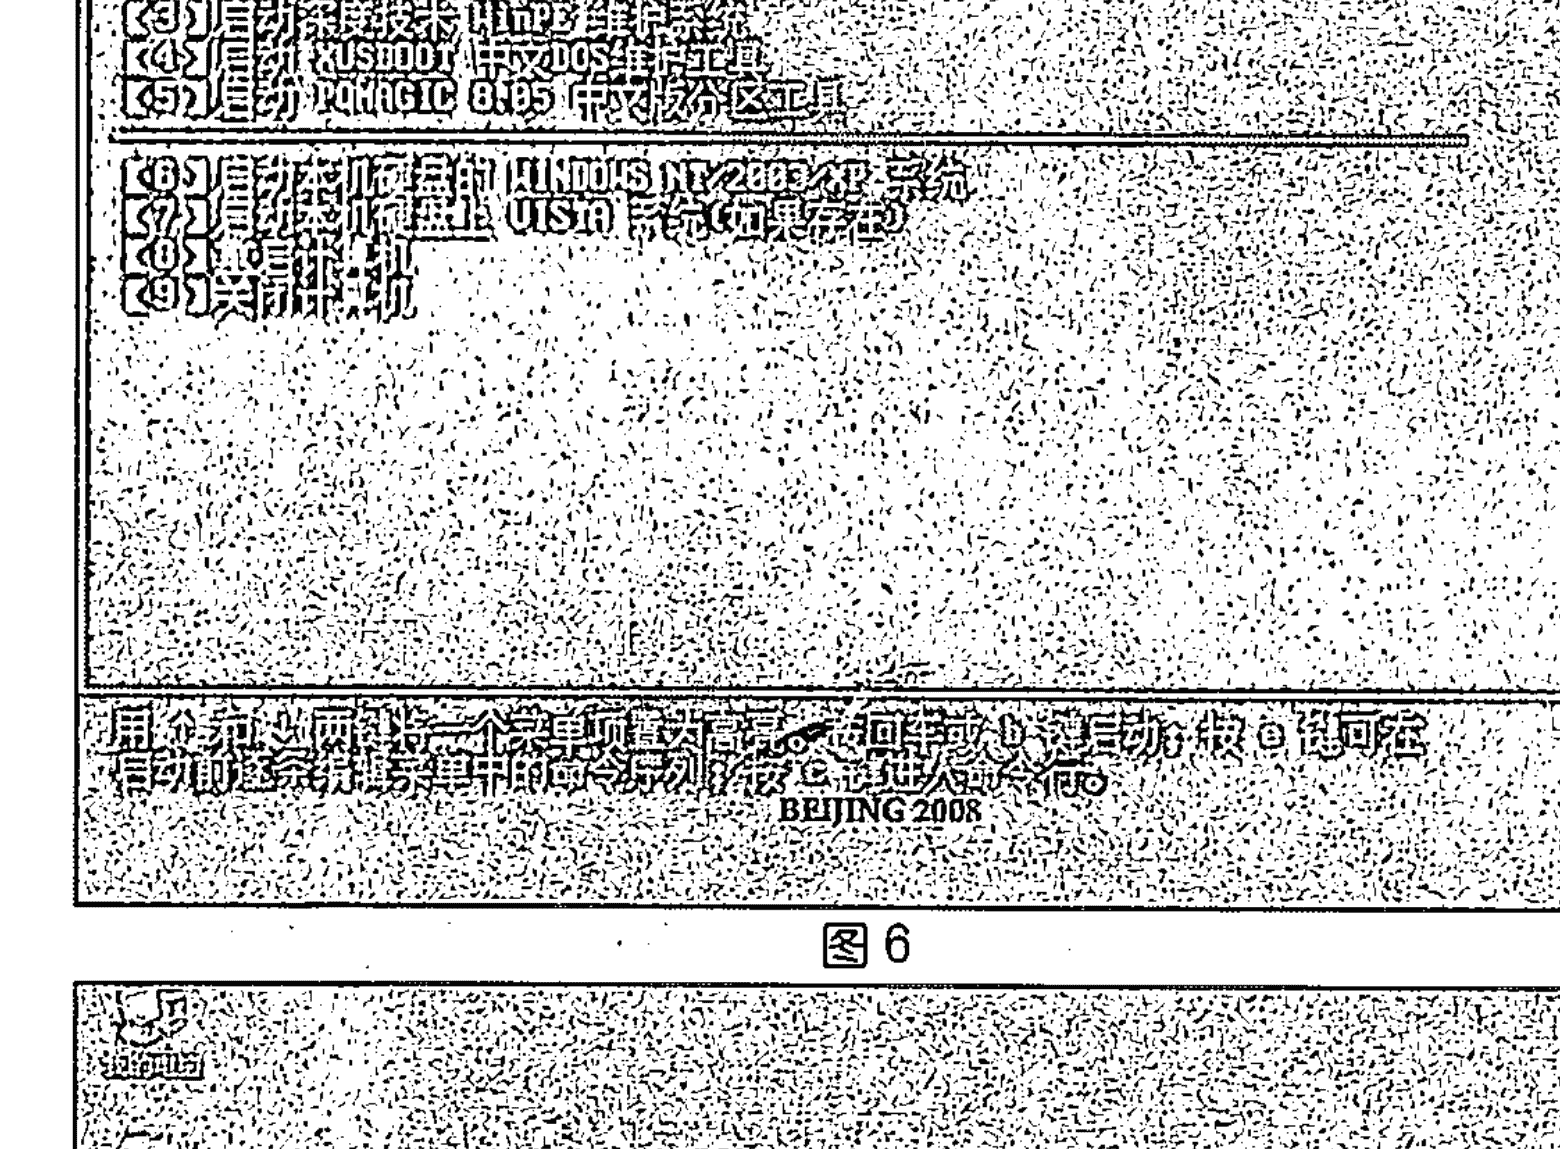 【3】启动深度技术 WinPE 维护系统
【4】启动 XUSBOOT 中文DOS维护工具
【5】启动 PQMAGIC 8.05 中文版分区工具
【6】启动本机硬盘的 WINDOWS NT/2003/XP 系统
【7】启动本机硬盘上 VISTA 系统(如果存在)
【8】重启计算机
【9】关闭计算机
用 ↑ 和 ↓ 两键将一个菜单项置为高亮。按回车或 b 键启动; 按 e 键可在
启动前逐条编辑菜单中的命令序列; 按 c 键进入命令行。
BEIJING 2008
图 6
我的电脑